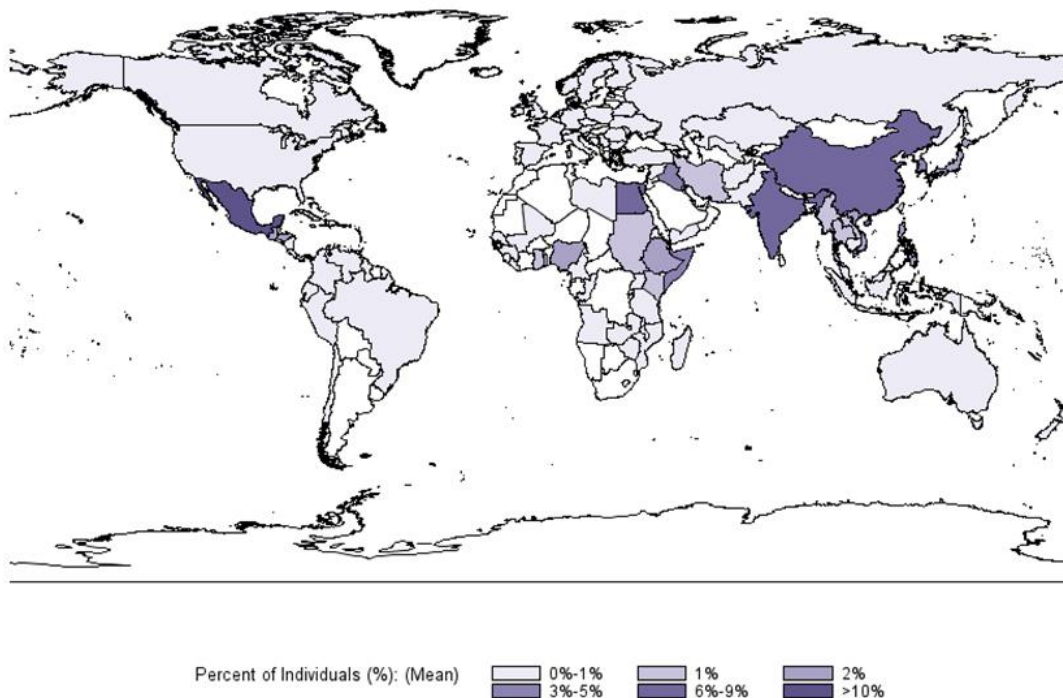 Percent of Individuals (%): (Mean) 0%-1% 1% 2%
3%-5% 6%-9% >10%